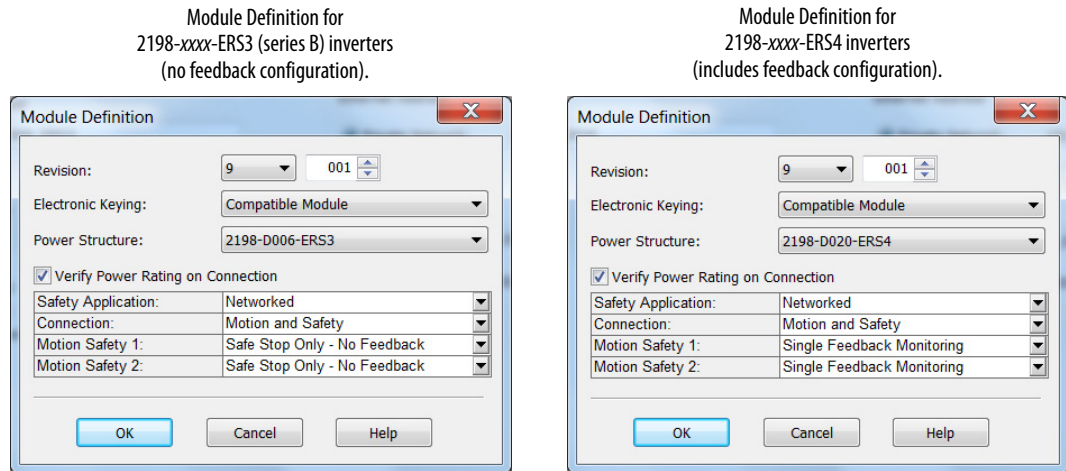 Module Definition for
2198-xxxx-ERS3 (series B) inverters
(no feedback configuration).
Module Definition
Revision: 9 001
Electronic Keying: Compatible Module
Power Structure: 2198-D006-ERS3
Verify Power Rating on Connection
Safety Application: Networked
Connection: Motion and Safety
Motion Safety 1: Safe Stop Only - No Feedback
Motion Safety 2: Safe Stop Only - No Feedback
OK Cancel Help
Module Definition for
2198-xxxx-ERS4 inverters
(includes feedback configuration).
Module Definition
Revision: 9 001
Electronic Keying: Compatible Module
Power Structure: 2198-D020-ERS4
Verify Power Rating on Connection
Safety Application: Networked
Connection: Motion and Safety
Motion Safety 1: Single Feedback Monitoring
Motion Safety 2: Single Feedback Monitoring
OK Cancel Help